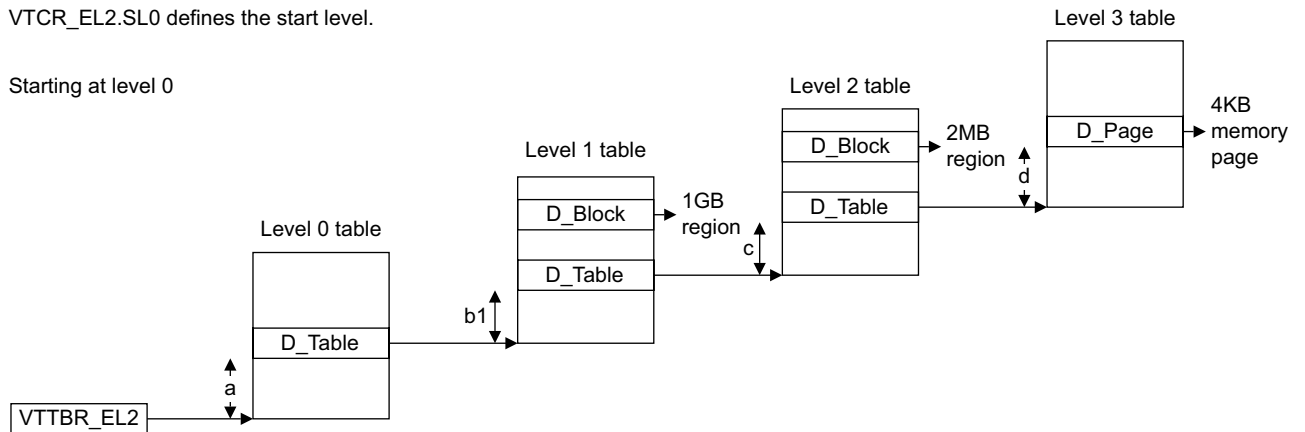 VTCR_EL2.SL0 defines the start level.
Starting at level 0
Level 3 table
D_Page
4KB
memory
page
d
Level 2 table
D_Block
2MB
region
D_Table
c
Level 1 table
D_Block
1GB
region
D_Table
b1
Level 0 table
D_Table
a
VTTBR_EL2